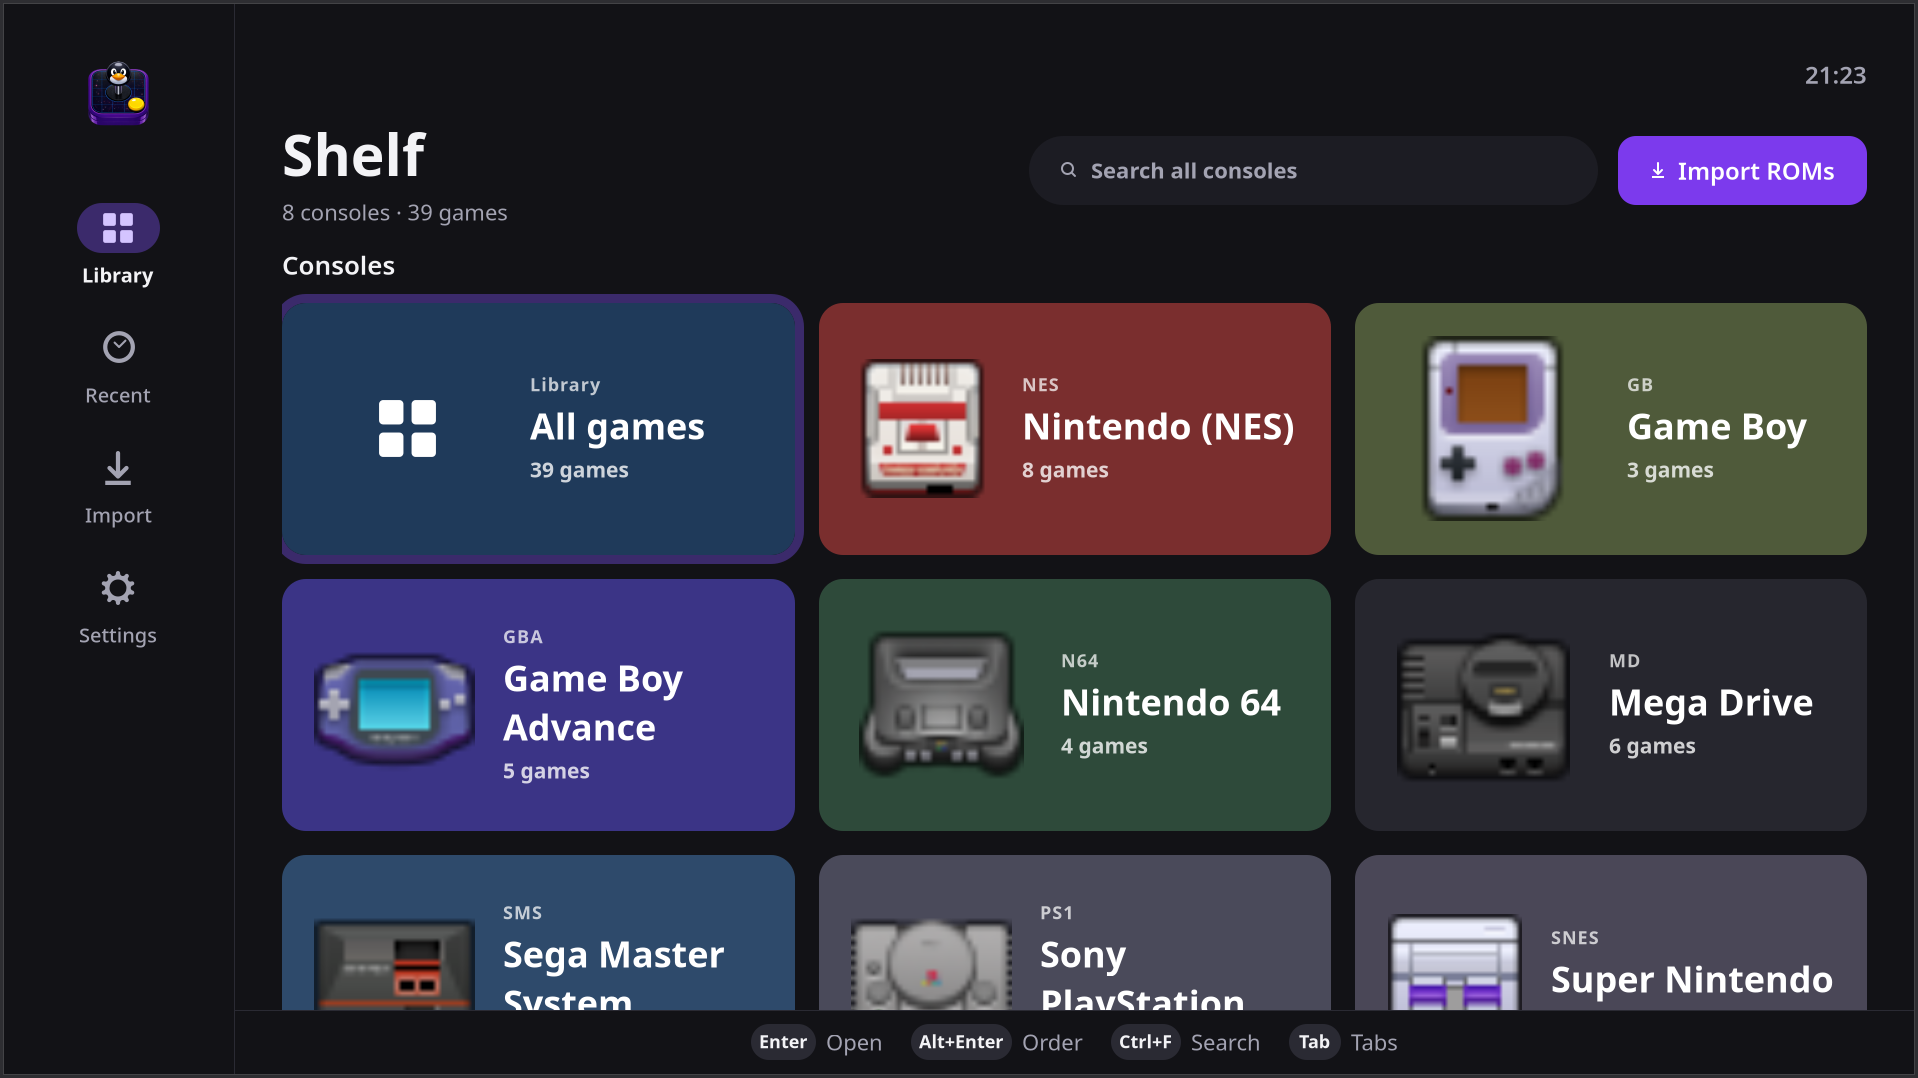 21:23
Shelf
8 consoles · 39 games
Search all consoles
Import ROMs
Library
Recent
Import
Settings
Consoles
Library
All games
39 games
NES
Nintendo (NES)
8 games
GB
Game Boy
3 games
GBA
Game Boy
Advance
5 games
N64
Nintendo 64
4 games
MD
Mega Drive
6 games
SMS
Sega Master
System
PS1
Sony
PlayStation
SNES
Super Nintendo
Enter Open Alt+Enter Order Ctrl+F Search Tab Tabs